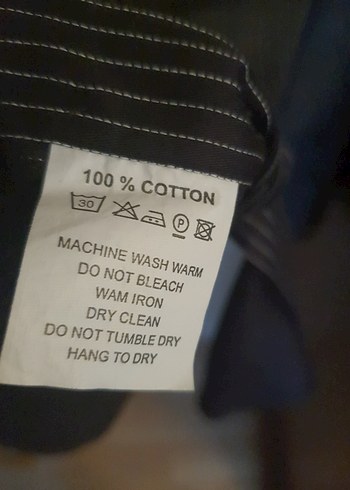 100 % COTTON
30 P
MACHINE WASH WARM
DO NOT BLEACH
WAM IRON
DRY CLEAN
DO NOT TUMBLE DRY
HANG TO DRY